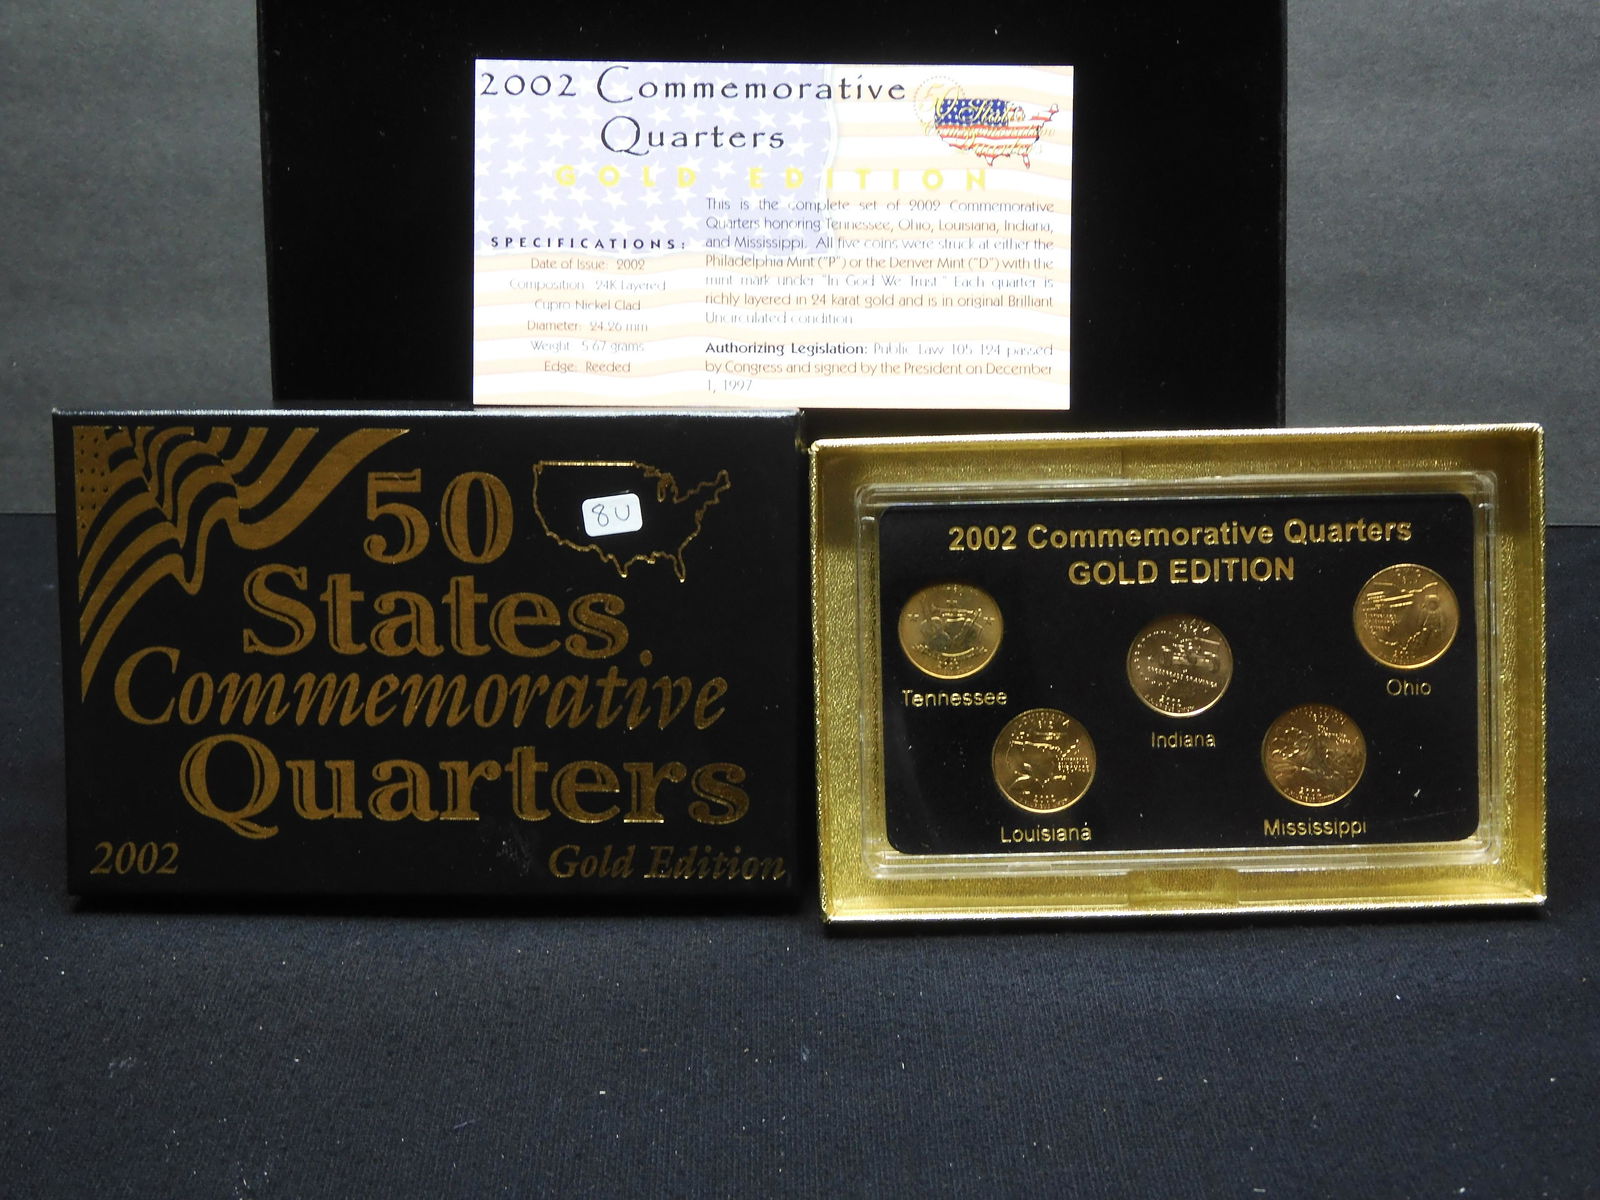 2002 Commemorative
Quarters
GOLD EDITION
SPECIFICATIONS:
Date of Issue: 2002
Composition: 24K Layered
Cupro Nickel Clad
Diameter: 24.26 mm
Weight: 5.67 grams
Edge: Reeded
This is the complete set of 2002 Commemorative
Quarters honoring Tennessee, Ohio, Louisiana, Indiana,
and Mississippi. All five coins were struck at either the
Philadelphia Mint ("P") or the Denver Mint ("D") with the
mint mark under "In God We Trust." Each quarter is
richly layered in 24 karat gold and is in original Brilliant
Uncirculated condition
Authorizing Legislation: Public Law 105-124 passed
by Congress and signed by the President on December
1, 1997
50
States
Commemorative
Quarters
2002
Gold Edition
8U
2002 Commemorative Quarters
GOLD EDITION
Tennessee
Indiana
Ohio
Louisiana
Mississippi